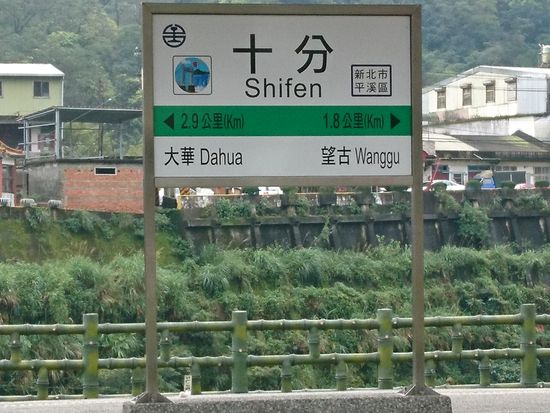 十分
Shifen
新北市
平溪區
◀ 2.9 公里(Km)
1.8 公里(Km) ▶
大華 Dahua
望古 Wanggu